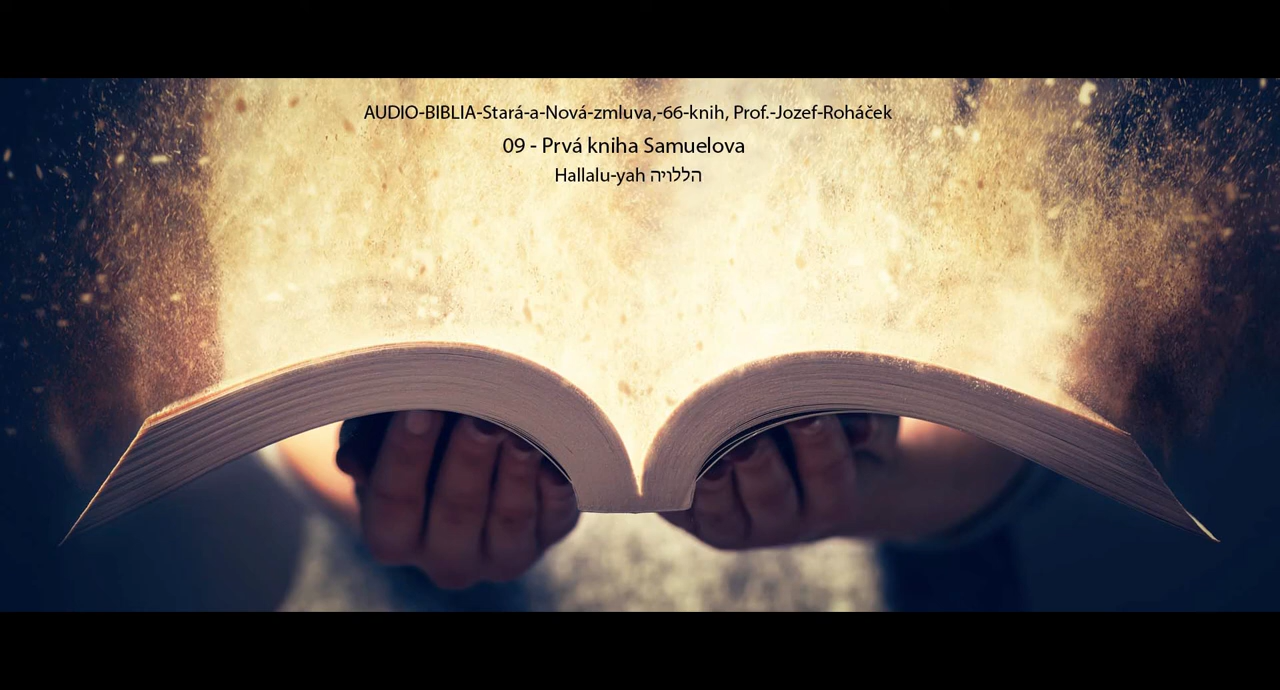 AUDIO-BIBLIA-Stará-a-Nová-zmluva,-66-knih, Prof.-Jozef-Roháček
09 - Prvá kniha Samuelova
Hallalu-yah הללויה